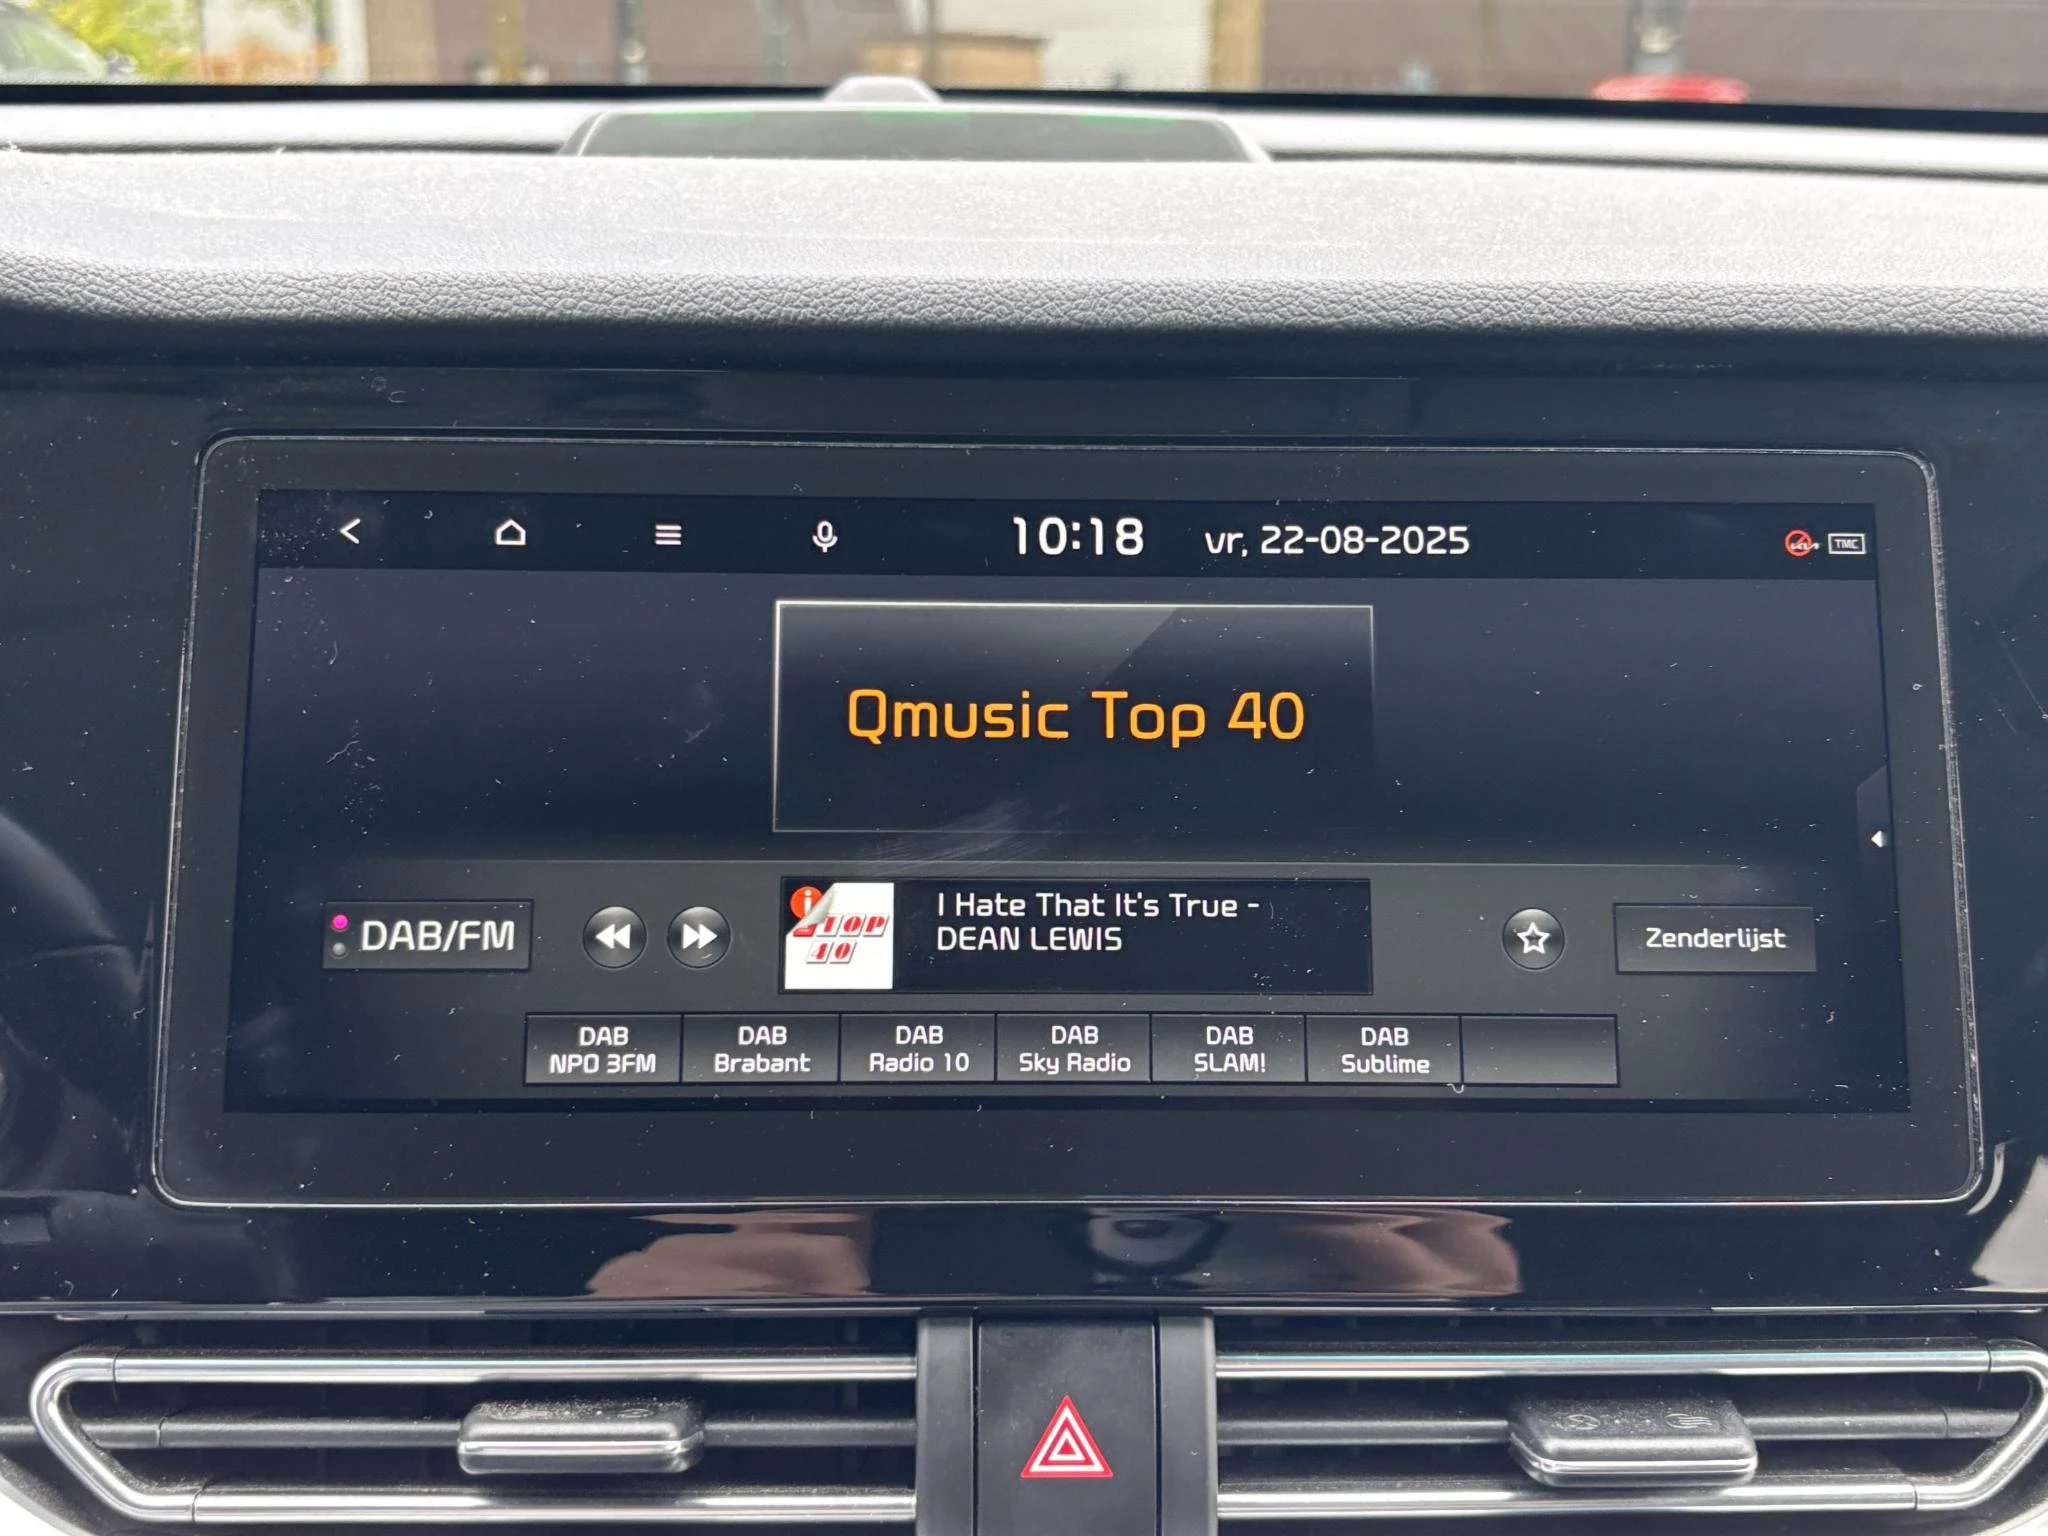 10:18 vr, 22-08-2025 TMC
Qmusic Top 40
DAB/FM
TOP
40
I Hate That It's True -
DEAN LEWIS
Zenderlijst
DAB
NPO 3FM
DAB
Brabant
DAB
Radio 10
DAB
Sky Radio
DAB
SLAM!
DAB
Sublime